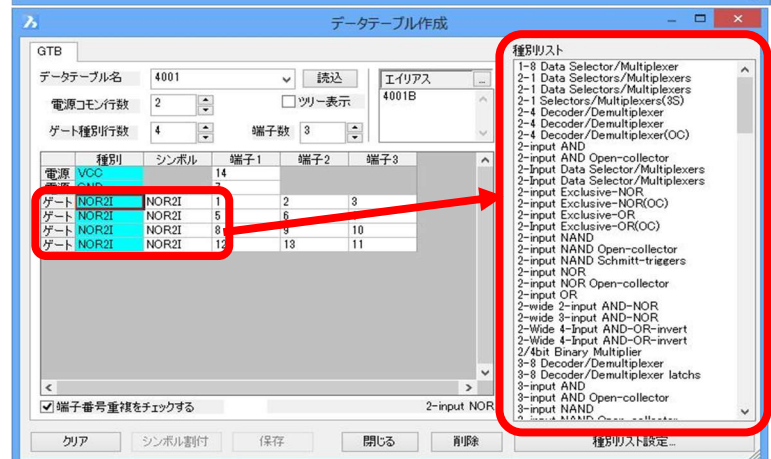 データテーブル作成
GTB
データテーブル名 4001 読込
電源コモン行数 2 ツリー表示
ゲート種別行数 4 端子数 3
エイリアス ...
4001B
種別 シンボル 端子1 端子2 端子3
電源 VCC 14
電源 GND 7
ゲート NOR2I NOR2I 1 2 3
ゲート NOR2I NOR2I 5 6
ゲート NOR2I NOR2I 8 9 10
ゲート NOR2I NOR2I 12 13 11
端子番号重複をチェックする 2-input NOR
クリア シンボル割付 保存 閉じる 削除
種別リスト
1-8 Data Selector/Multiplexer
2-1 Data Selectors/Multiplexers
2-1 Data Selectors/Multiplexers
2-1 Selectors/Multiplexers(3S)
2-4 Decoder/Demultiplexer
2-4 Decoder/Demultiplexer
2-4 Decoder/Demultiplexer(OC)
2-input AND
2-input AND Open-collector
2-Input Data Selector/Multiplexers
2-Input Data Selector/Multiplexers
2-input Exclusive-NOR
2-input Exclusive-NOR(OC)
2-input Exclusive-OR
2-Input Exclusive-OR(OC)
2-input NAND
2-input NAND Open-collector
2-input NAND Schmitt-triggers
2-input NOR
2-input NOR Open-collector
2-input OR
2-wide 2-input AND-NOR
2-wide 3-input AND-NOR
2-Wide 4-Input AND-OR-invert
2-Wide 4-Input AND-OR-invert
2/4bit Binary Multiplier
3-8 Decoder/Demultiplexer
3-8 Decoder/Demultiplexer latchs
3-input AND
3-input AND Open-collector
3-input NAND
種別リスト設定...